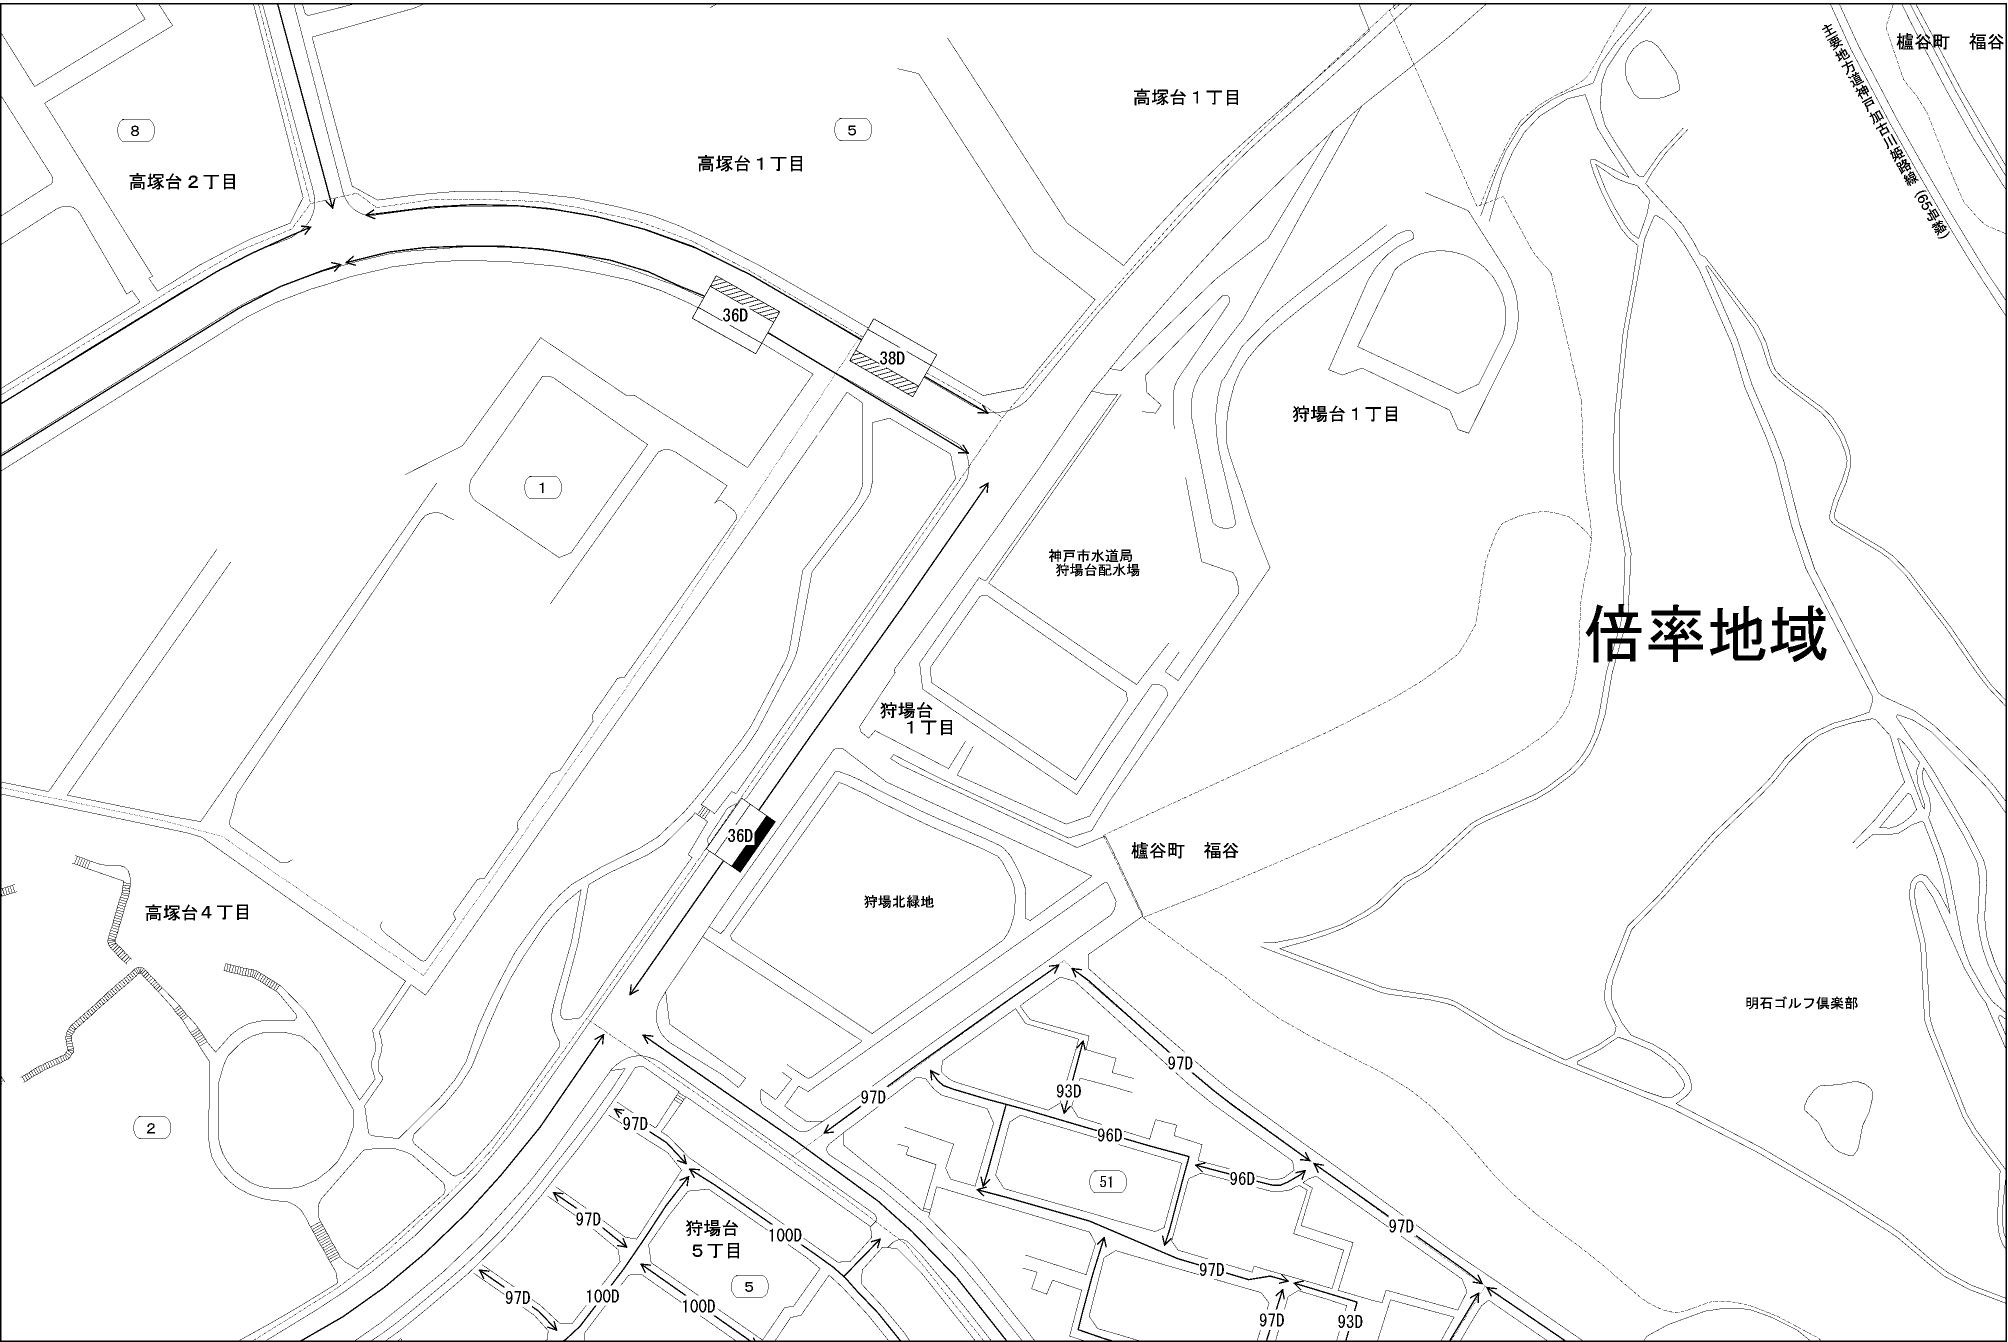 櫨谷町　福谷
主要地方道神戸加古川姫路線（65号線）
高塚台１丁目
8
5
高塚台１丁目
高塚台２丁目
36D
38D
狩場台１丁目
1
神戸市水道局
狩場台配水場
倍率地域
狩場台
１丁目
36D
櫨谷町　福谷
狩場北緑地
高塚台４丁目
明石ゴルフ倶楽部
97D
93D
97D
97D
2
96D
51
96D
97D
97D
狩場台
５丁目
100D
97D
5
97D
100D
100D
97D
93D